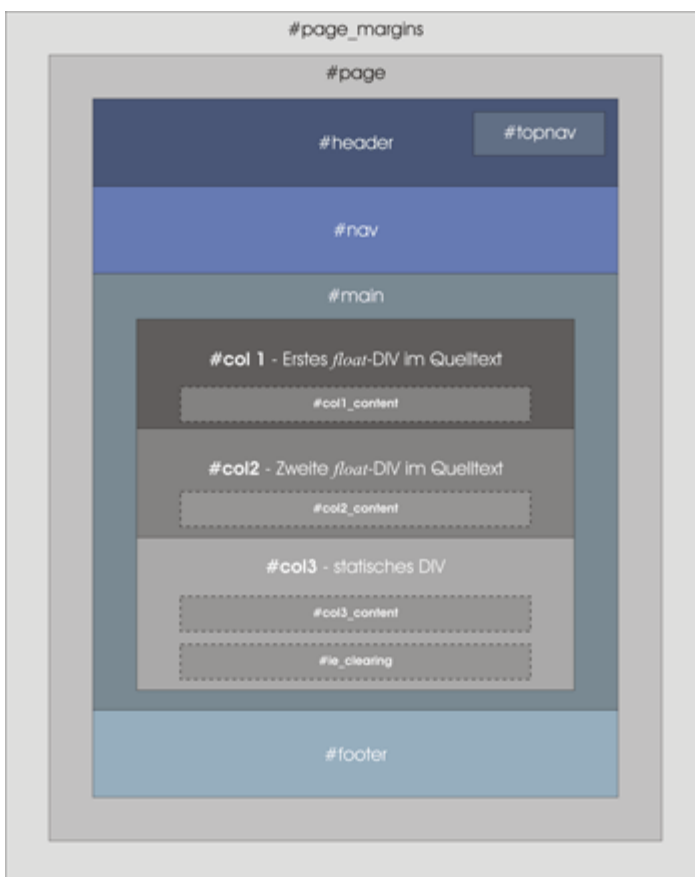 #page_margins
#page
#header
#topnav
#nav
#main
#col 1 - Erstes float-DIV im Quelltext
#col1_content
#col2 - Zweite float-DIV im Quelltext
#col2_content
#col3 - statisches DIV
#col3_content
#ie_clearing
#footer